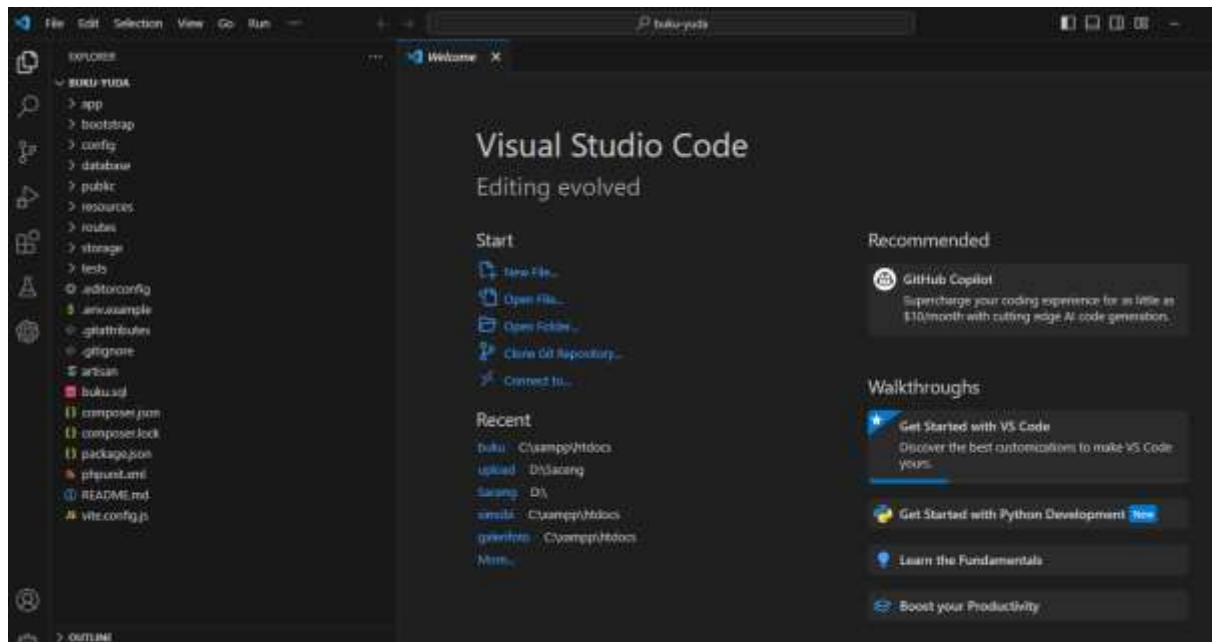 File Edit Selection View Go Run ···
buku-yuda
EXPLORER ···
Welcome
BUKU-YUDA
app
bootstrap
config
database
public
resources
routes
storage
tests
.editorconfig
.env.example
.gitattributes
.gitignore
artisan
buku.sql
composer.json
composer.lock
package.json
phpunit.xml
README.md
vite.config.js
OUTLINE
Visual Studio Code
Editing evolved
Start
New File...
Open File...
Open Folder...
Clone Git Repository...
Connect to...
Recent
buku C:\xampp\htdocs
upload D:\Saceng
D:\
C:\xampp\htdocs
galerifoto C:\xampp\htdocs
More...
Recommended
GitHub Copilot
Supercharge your coding experience for as little as
$10/month with cutting edge AI code generation.
Walkthroughs
Get Started with VS Code
Discover the best customizations to make VS Code
yours.
Get Started with Python Development New
Learn the Fundamentals
Boost your Productivity